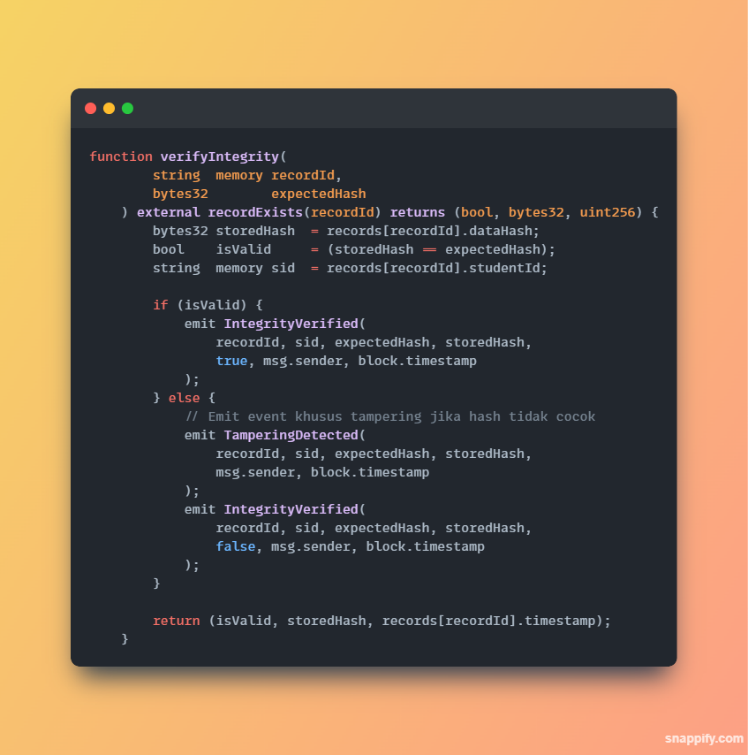 function verifyIntegrity(
        string  memory recordId,
        bytes32        expectedHash
    ) external recordExists(recordId) returns (bool, bytes32, uint256) {
        bytes32 storedHash  = records[recordId].dataHash;
        bool    isValid     = (storedHash == expectedHash);
        string  memory sid  = records[recordId].studentId;

        if (isValid) {
            emit IntegrityVerified(
                recordId, sid, expectedHash, storedHash,
                true, msg.sender, block.timestamp
            );
        } else {
            // Emit event khusus tampering jika hash tidak cocok
            emit TamperingDetected(
                recordId, sid, expectedHash, storedHash,
                msg.sender, block.timestamp
            );
            emit IntegrityVerified(
                recordId, sid, expectedHash, storedHash,
                false, msg.sender, block.timestamp
            );
        }

        return (isValid, storedHash, records[recordId].timestamp);
    }
snappify.com